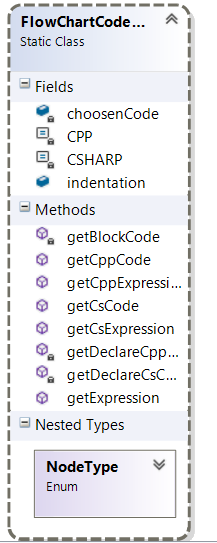 FlowChartCode...
Static Class
Fields
choosenCode
CPP
CSHARP
indentation
Methods
getBlockCode
getCppCode
getCppExpressi...
getCsCode
getCsExpression
getDeclareCpp...
getDeclareCsC...
getExpression
Nested Types
NodeType
Enum